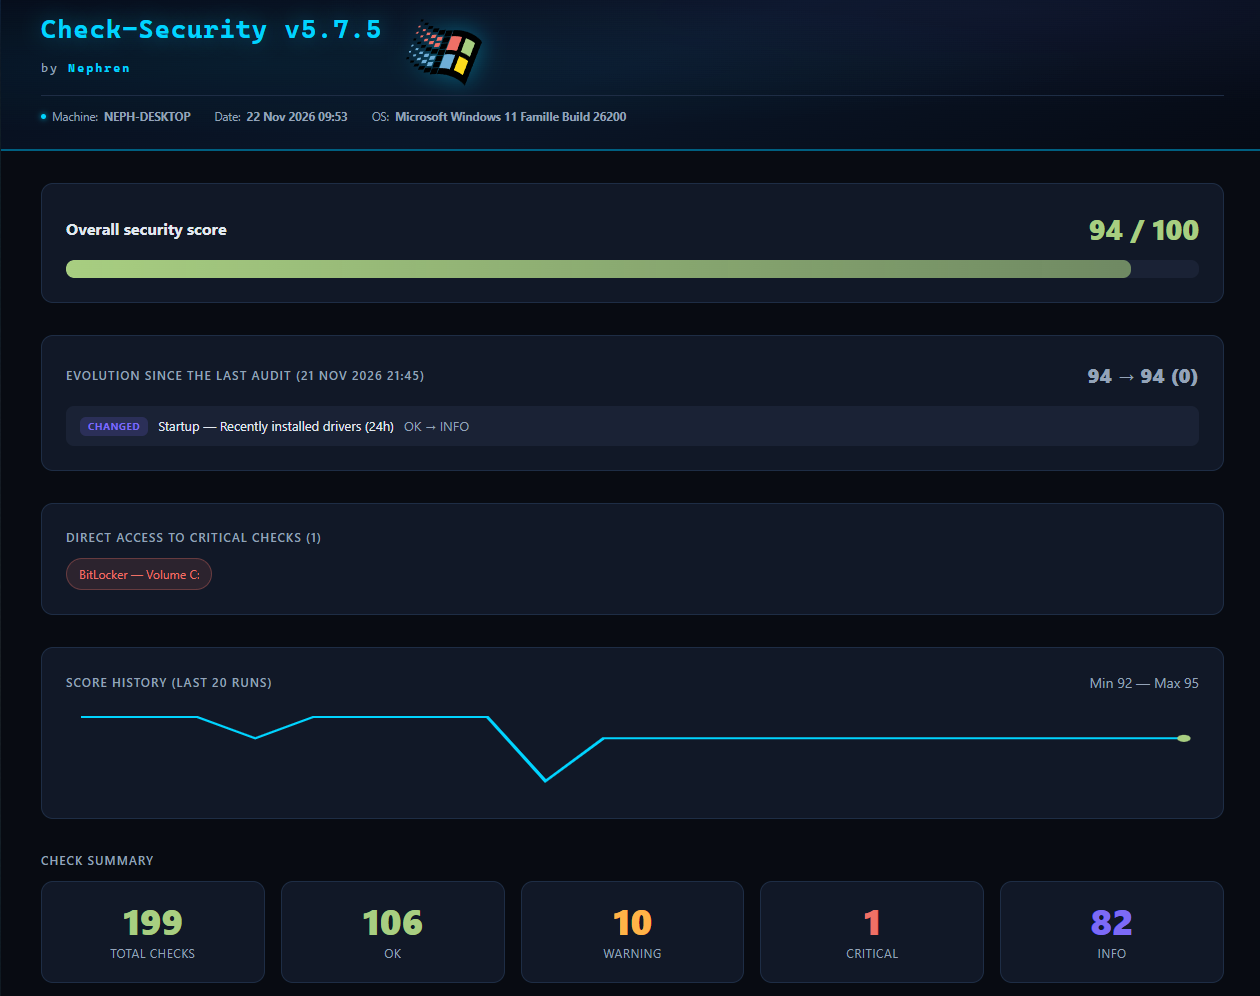 Check-Security v5.7.5
by Nephren
Machine: NEPH-DESKTOP Date: 22 Nov 2026 09:53 OS: Microsoft Windows 11 Famille Build 26200
Overall security score 94 / 100
EVOLUTION SINCE THE LAST AUDIT (21 NOV 2026 21:45) 94 → 94 (0)
CHANGED Startup — Recently installed drivers (24h) OK → INFO
DIRECT ACCESS TO CRITICAL CHECKS (1)
BitLocker — Volume C:
SCORE HISTORY (LAST 20 RUNS) Min 92 — Max 95
CHECK SUMMARY
199 106 10 1 82
TOTAL CHECKS OK WARNING CRITICAL INFO